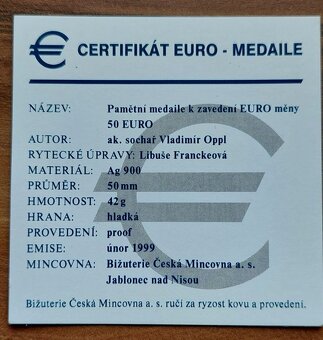 € CERTIFIKÁT EURO - MEDAILE
NÁZEV: Pamětní medaile k zavedení EURO měny
50 EURO
AUTOR: ak. sochař Vladimír Oppl
RYTECKÉ ÚPRAVY: Libuše Franckeová
MATERIÁL: Ag 900
PRŮMĚR: 50 mm
HMOTNOST: 42 g
HRANA: hladká
PROVEDENÍ: proof
EMISE: únor 1999
MINCOVNA: Bižuterie Česká Mincovna a. s.
Jablonec nad Nisou
Bižuterie Česká Mincovna a. s. ručí za ryzost kovu a provedení.